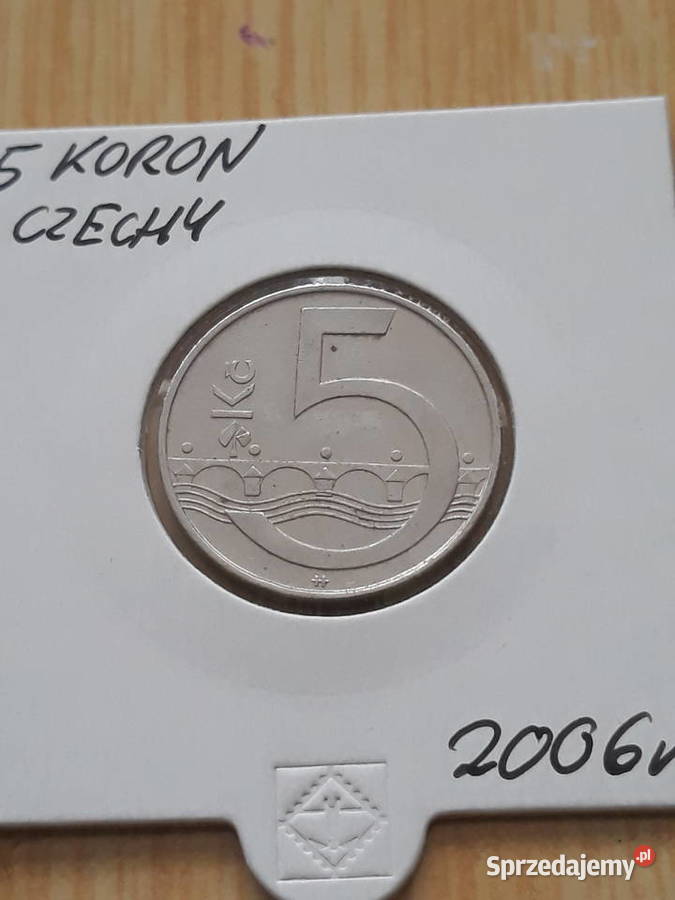 5 KORON
CZECHY
5
Kč
2006r
Sprzedajemy.pl